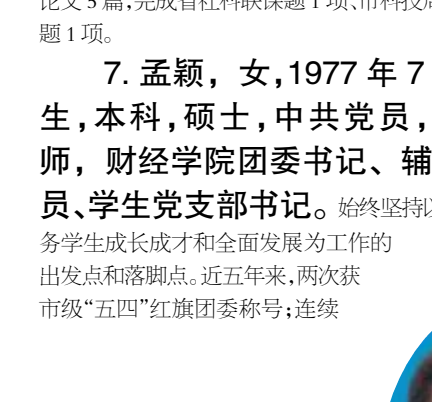 论文5篇,完成省社科联课题1项、市科技局
题1项。
7. 孟颖，女,1977 年 7
生,本科,硕士,中共党员,
师，财经学院团委书记、辅
员、学生党支部书记。始终坚持以
务学生成长成才和全面发展为工作的
出发点和落脚点。近五年来,两次获
市级“五四”红旗团委称号;连续